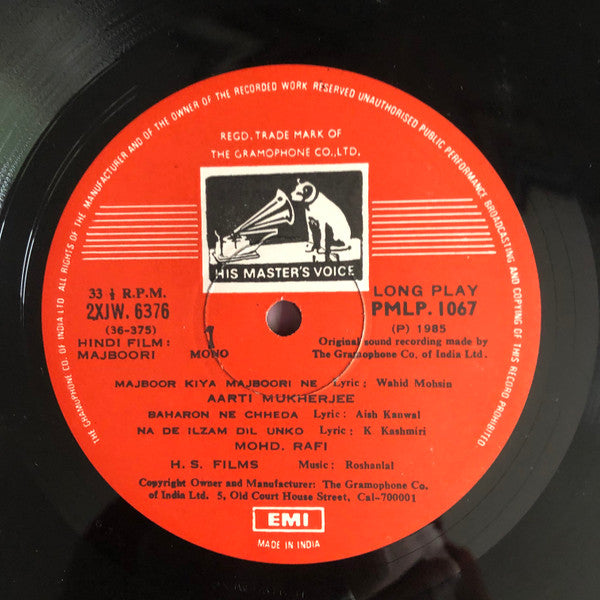 THE GRAMOPHONE CO. OF INDIA LTD. ALL RIGHTS OF THE MANUFACTURER AND OF THE OWNER OF THE RECORDED WORK RESERVED UNAUTHORISED PUBLIC PERFORMANCE BROADCASTING AND COPYING OF THIS RECORD PROHIBITED
REGD. TRADE MARK OF
THE GRAMOPHONE CO., LTD.
HIS MASTER'S VOICE
33 ⅓ R.P.M.
2XJW. 6376
(36-375)
HINDI FILM:
MAJBOORI
1
MONO
LONG PLAY
PMLP. 1067
(P) 1985
Original sound recording made by
The Gramophone Co. of India Ltd.
MAJBOOR KIYA MAJBOORI NE Lyric; Wahid Mohsin
AARTI MUKHERJEE
BAHARON NE CHHEDA Lyric: Aish Kanwal
NA DE ILZAM DIL UNKO Lyric: K Kashmiri
MOHD. RAFI
H. S. FILMS Music: Roshanlal
Copyright Owner and Manufacturer: The Gramophone Co.
of India Ltd. 5, Old Court House Street, Cal-700001
EMI
MADE IN INDIA